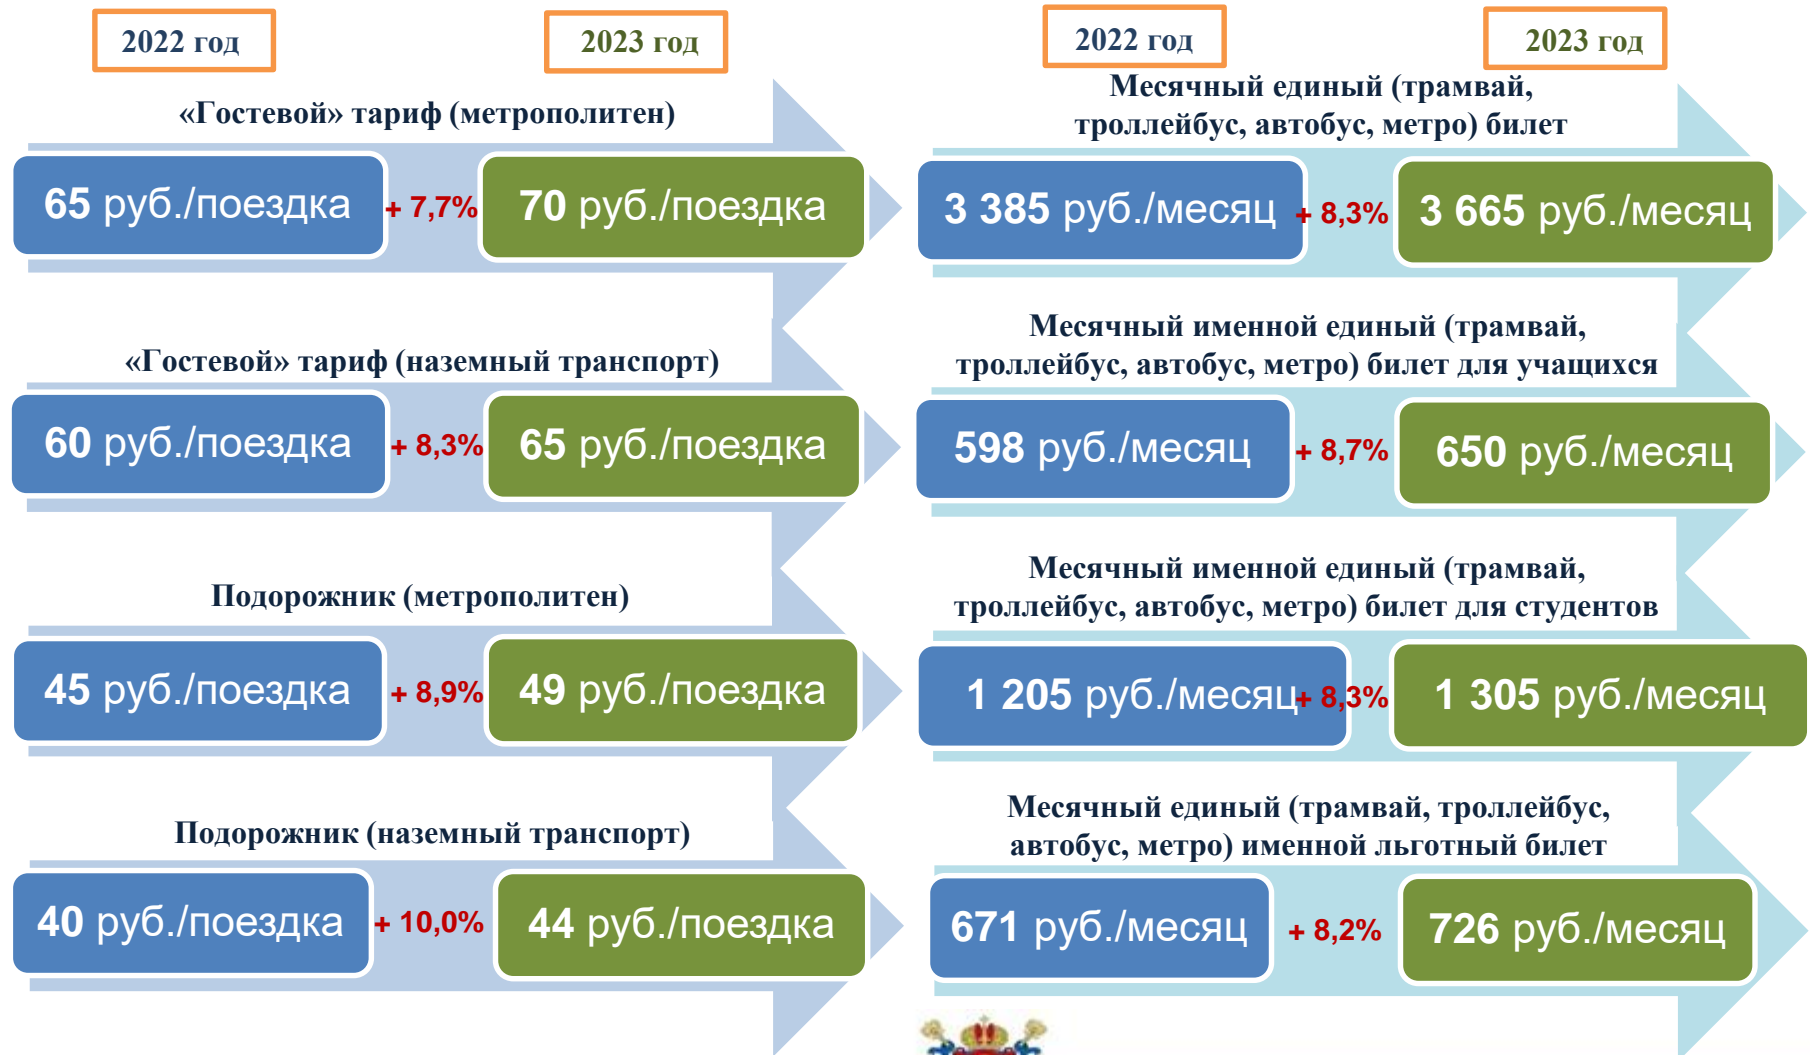 2022 год
2023 год
«Гостевой» тариф (метрополитен)
65 руб./поездка
+ 7,7%
70 руб./поездка
«Гостевой» тариф (наземный транспорт)
60 руб./поездка
+ 8,3%
65 руб./поездка
Подорожник (метрополитен)
45 руб./поездка
+ 8,9%
49 руб./поездка
Подорожник (наземный транспорт)
40 руб./поездка
+ 10,0%
44 руб./поездка
2022 год
2023 год
Месячный единый (трамвай,
троллейбус, автобус, метро) билет
3 385 руб./месяц
+ 8,3%
3 665 руб./месяц
Месячный именной единый (трамвай,
троллейбус, автобус, метро) билет для учащихся
598 руб./месяц
+ 8,7%
650 руб./месяц
Месячный именной единый (трамвай,
троллейбус, автобус, метро) билет для студентов
1 205 руб./месяц
+ 8,3%
1 305 руб./месяц
Месячный единый (трамвай, троллейбус,
автобус, метро) именной льготный билет
671 руб./месяц
+ 8,2%
726 руб./месяц